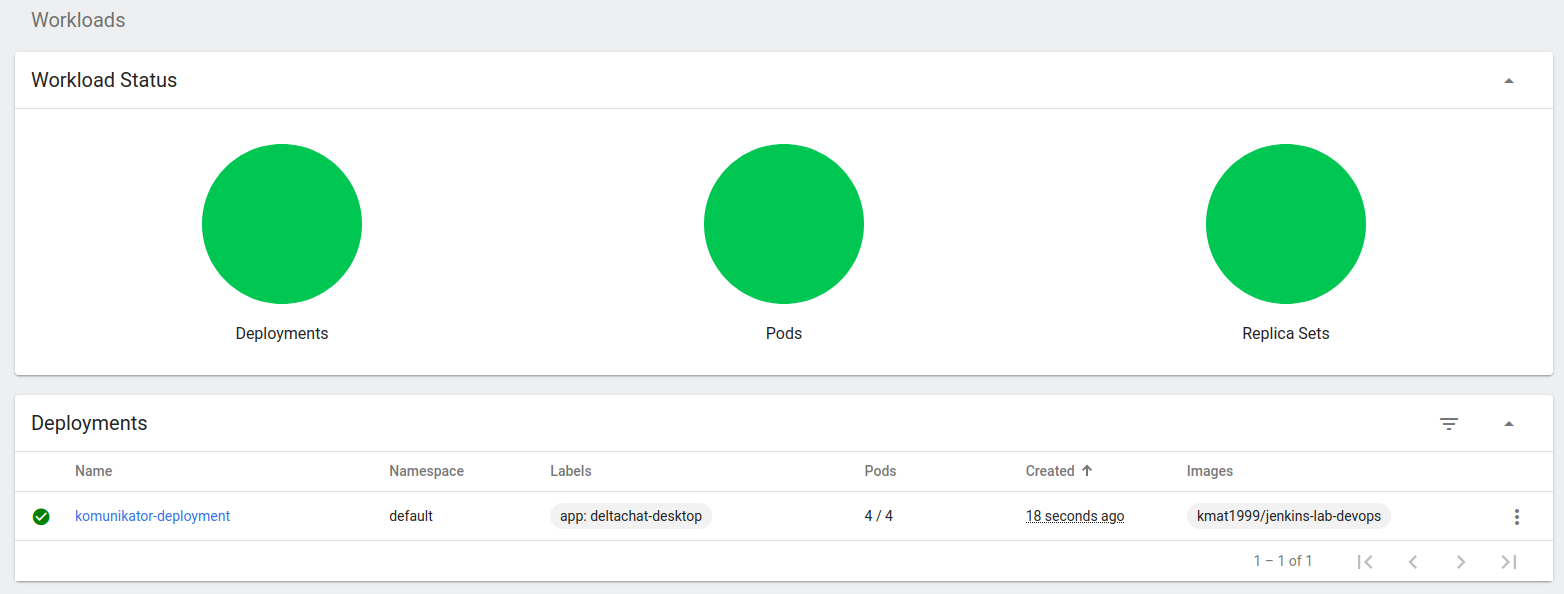 Workloads
Workload Status
Deployments Pods Replica Sets
Deployments
Name Namespace Labels Pods Created Images
komunikator-deployment default app: deltachat-desktop 4 / 4 18 seconds ago kmat1999/jenkins-lab-devops
1 – 1 of 1